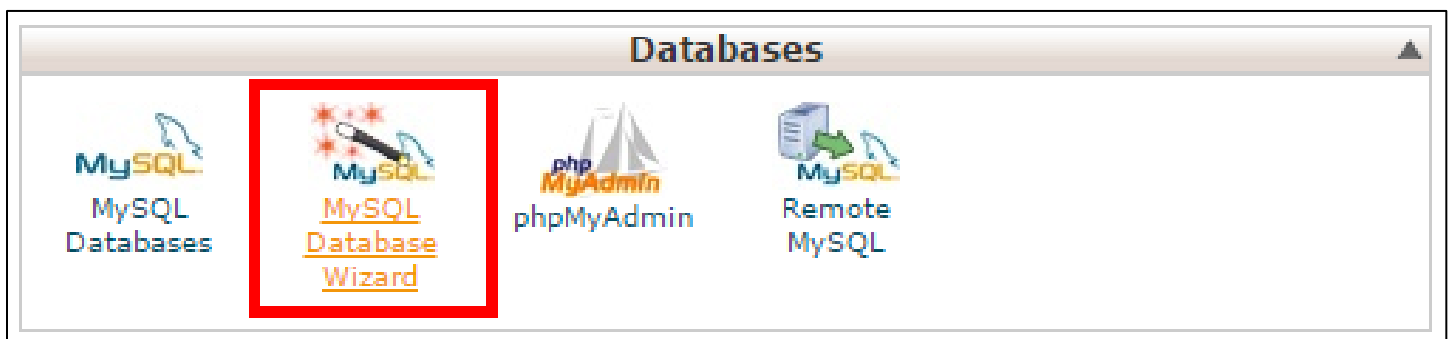 Databases
MySQL
MySQL
Databases
MySQL
MySQL
Database
Wizard
php
MyAdmin
phpMyAdmin
MySQL
Remote
MySQL